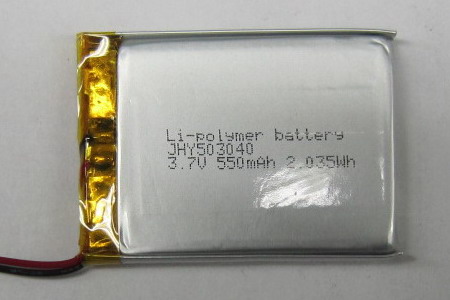 Li-polymer battery
JHY503040
3.7V 550mAh 2.035Wh